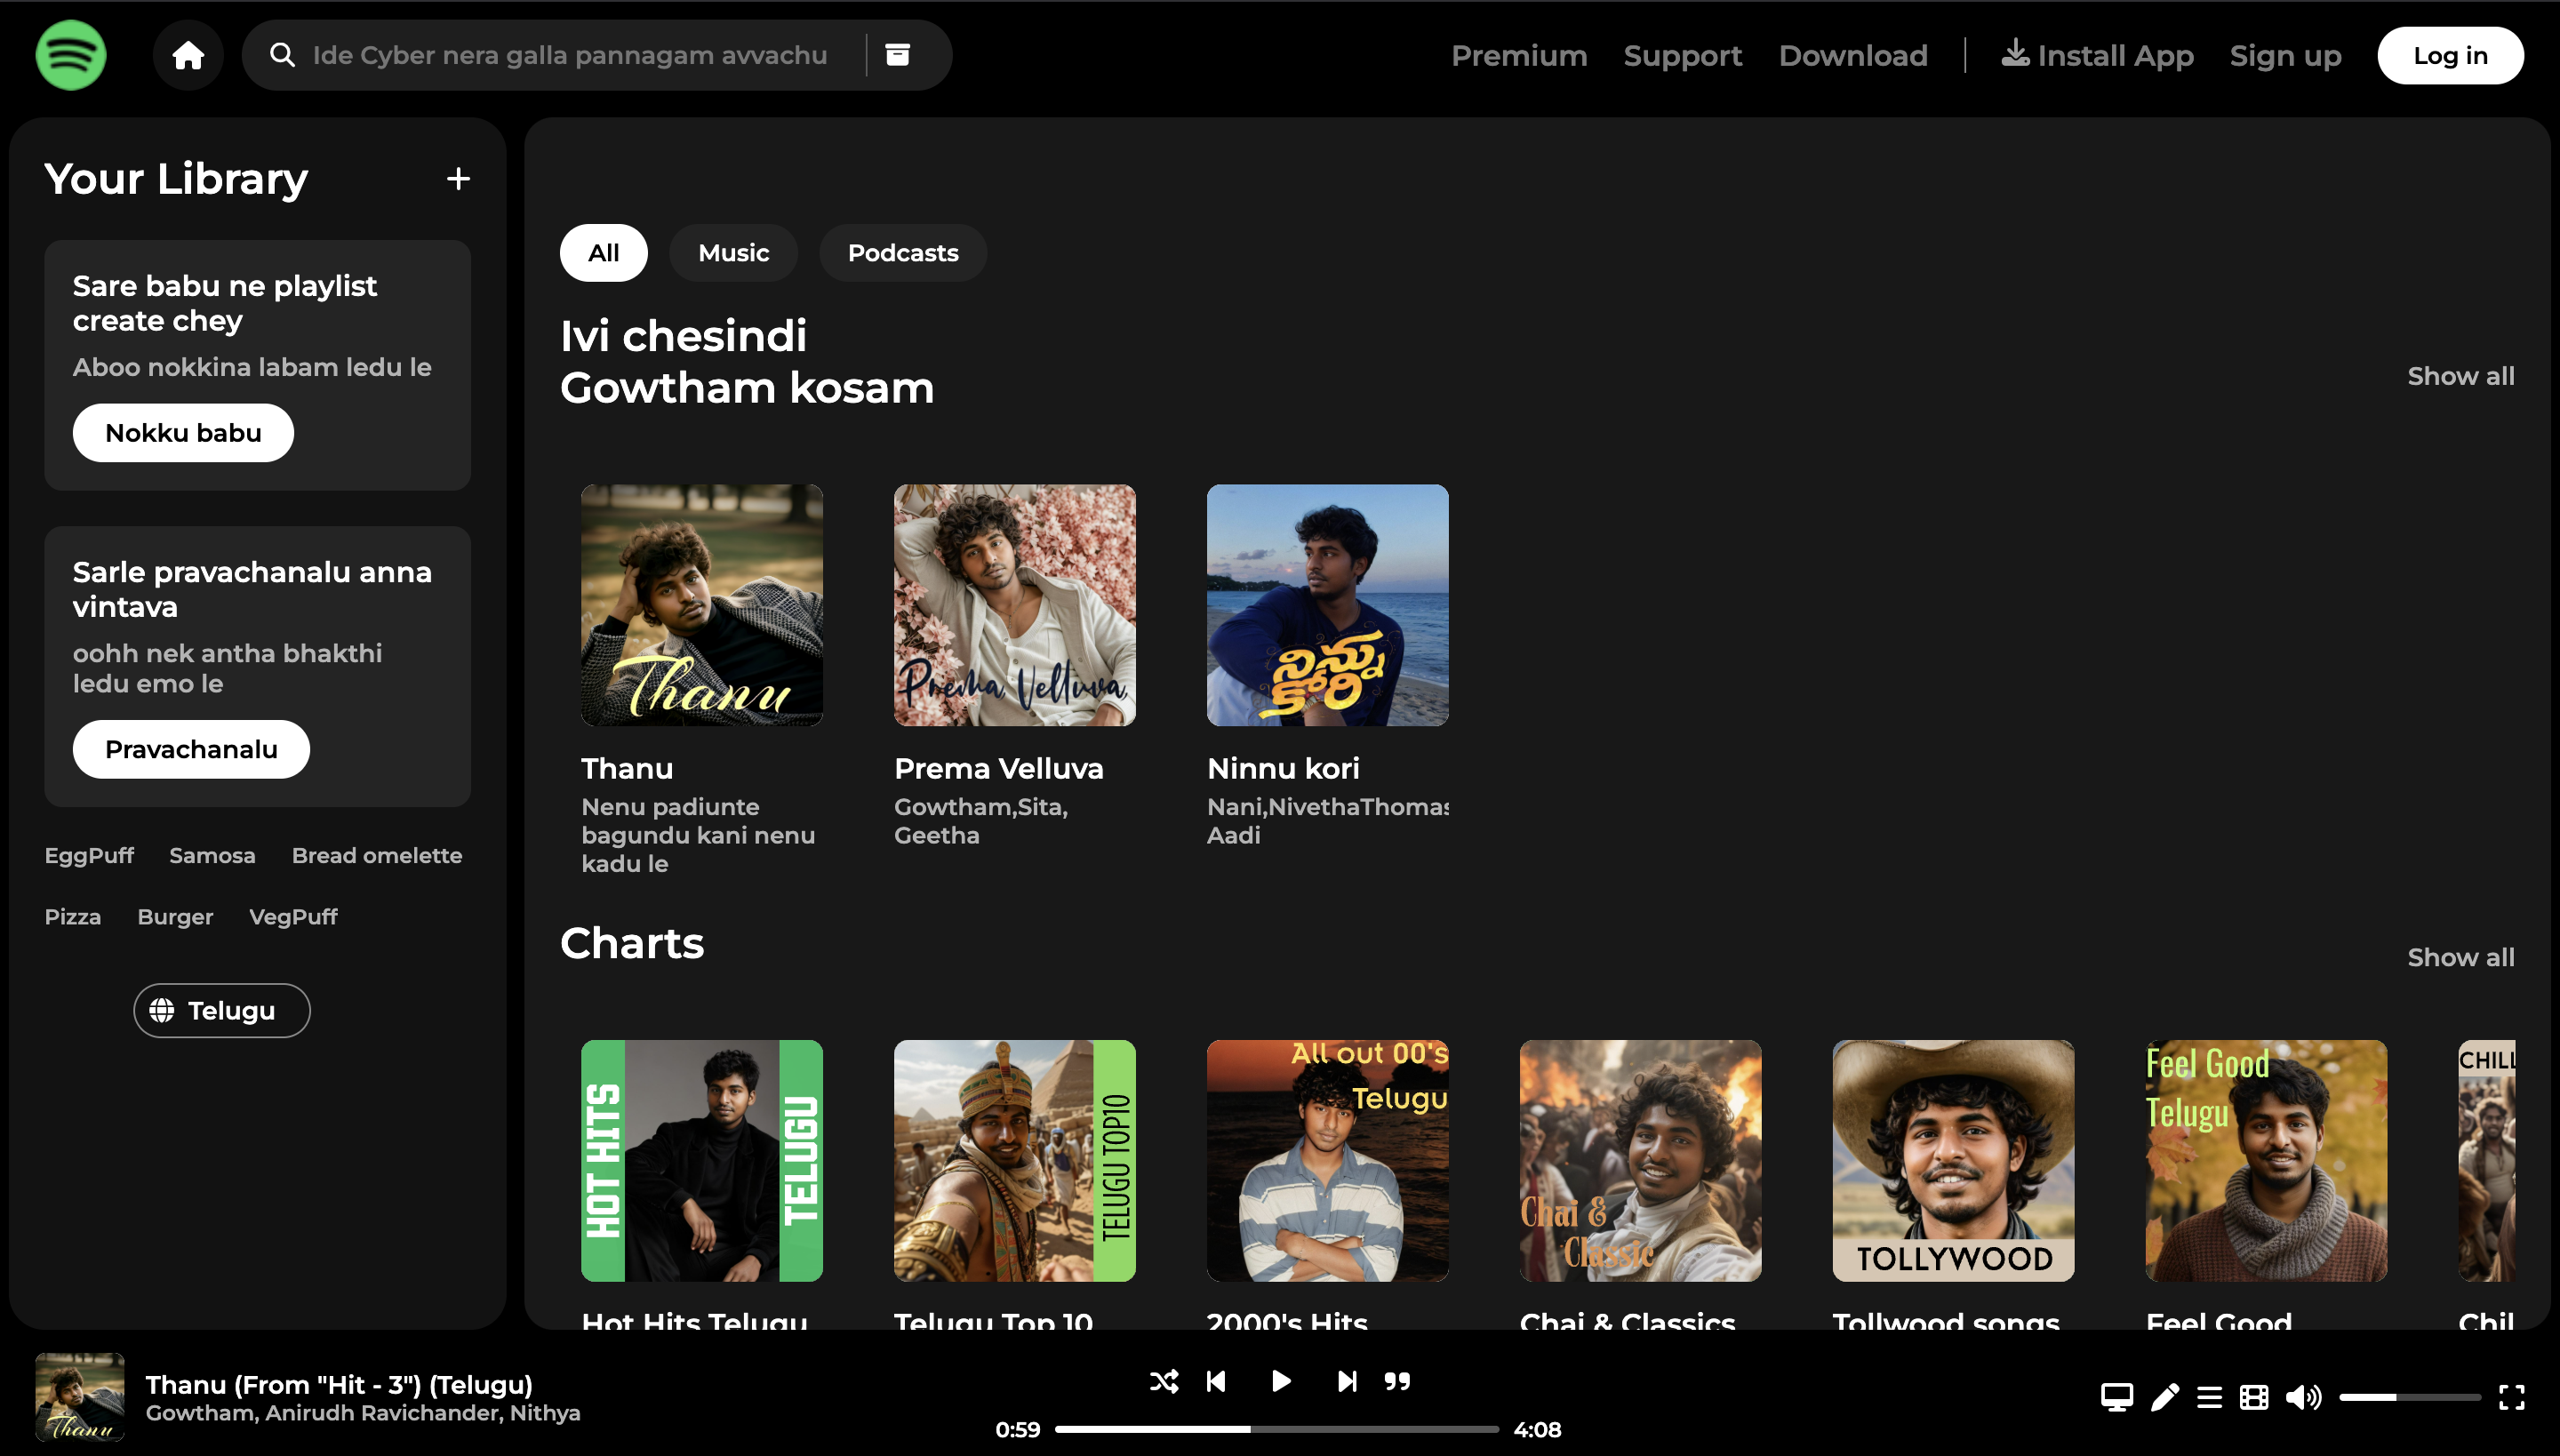 Ide Cyber nera galla pannagam avvachu
Premium
Support
Download
Install App
Sign up
Log in
Your Library
Sare babu ne playlist
create chey
Aboo nokkina labam ledu le
Nokku babu
Sarle pravachanalu anna
vintava
oohh nek antha bhakthi
ledu emo le
Pravachanalu
EggPuff Samosa Bread omelette
Pizza Burger VegPuff
Telugu
All
Music
Podcasts
Ivi chesindi
Gowtham kosam
Show all
Thanu
Prema Velluva
నిన్ను
కోరి
Thanu
Nenu padiunte
bagundu kani nenu
kadu le
Prema Velluva
Gowtham,Sita,
Geetha
Ninnu kori
Nani,NivethaThomas
Aadi
Charts
Show all
HOT HITS
TELUGU
TELUGU TOP10
All out 00's
Telugu
Chai &
Classic
TOLLYWOOD
Feel Good
Telugu
CHILL
Hot Hits Telugu
Telugu Top 10
2000's Hits
Chai & Classics
Tollwood songs
Feel Good
Chil
Thanu
Thanu (From "Hit - 3") (Telugu)
Gowtham, Anirudh Ravichander, Nithya
0:59
4:08